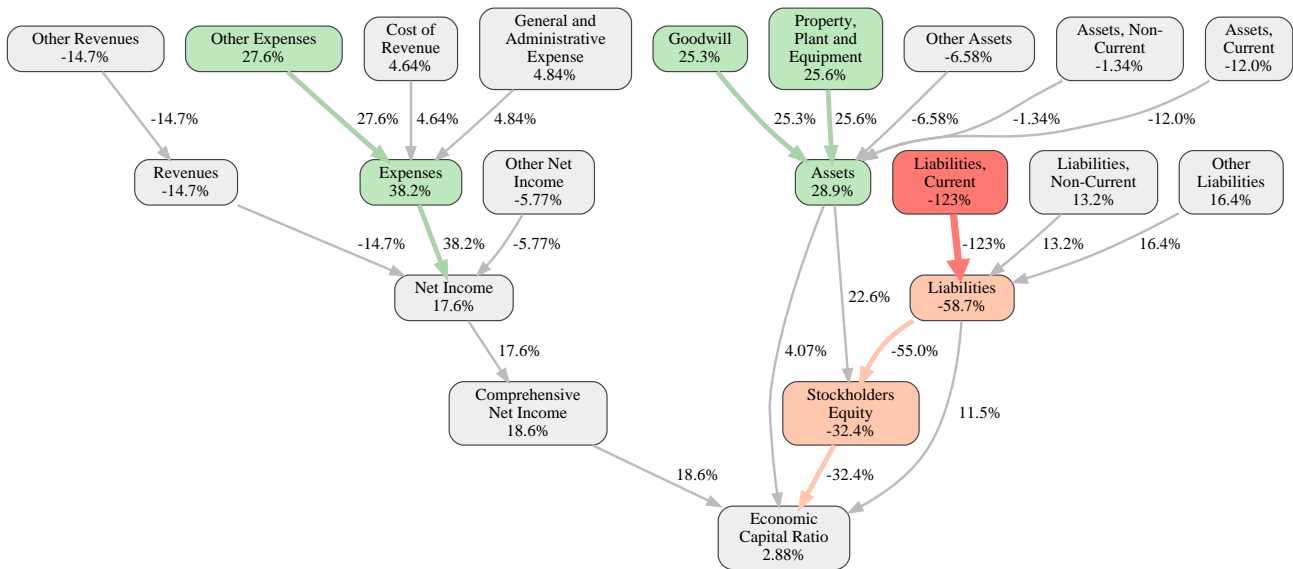 Other Revenues
-14.7%
Other Expenses
27.6%
Cost of
Revenue
4.64%
General and
Administrative
Expense
4.84%
Goodwill
25.3%
Property,
Plant and
Equipment
25.6%
Other Assets
-6.58%
Assets, Non-
Current
-1.34%
Assets,
Current
-12.0%
-14.7%
27.6%
4.64%
4.84%
25.3%
25.6%
-6.58%
-1.34%
-12.0%
Revenues
-14.7%
Expenses
38.2%
Other Net
Income
-5.77%
Assets
28.9%
Liabilities,
Current
-123%
Liabilities,
Non-Current
13.2%
Other
Liabilities
16.4%
-14.7%
38.2%
-5.77%
-123%
13.2%
16.4%
Net Income
17.6%
22.6%
Liabilities
-58.7%
17.6%
4.07%
-55.0%
Comprehensive
Net Income
18.6%
Stockholders
Equity
-32.4%
11.5%
18.6%
-32.4%
Economic
Capital Ratio
2.88%